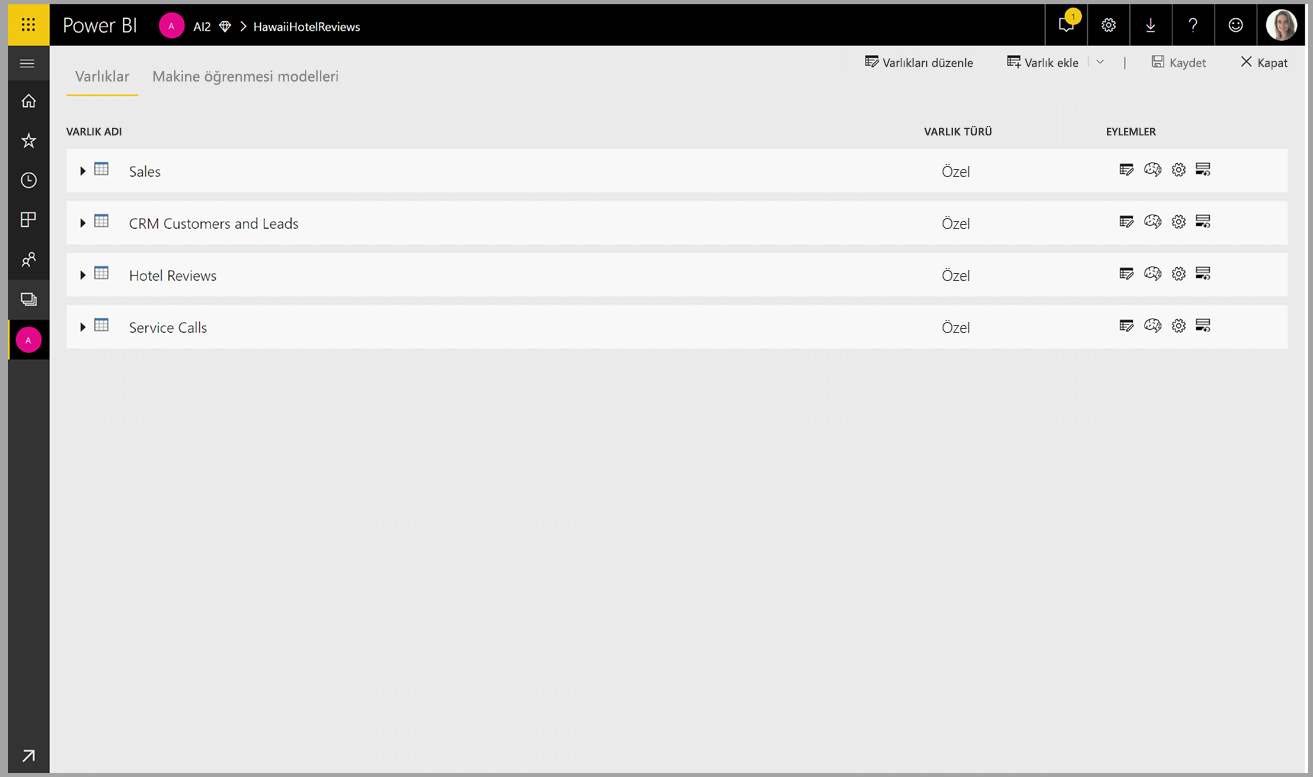 Power BI A AI2 HawaiiHotelReviews 1 ?
Varlıklar Makine öğrenmesi modelleri Varlıkları düzenle Varlık ekle | Kaydet Kapat
VARLIK ADI VARLIK TÜRÜ EYLEMLER
Sales Özel
CRM Customers and Leads Özel
Hotel Reviews Özel
Service Calls Özel
A